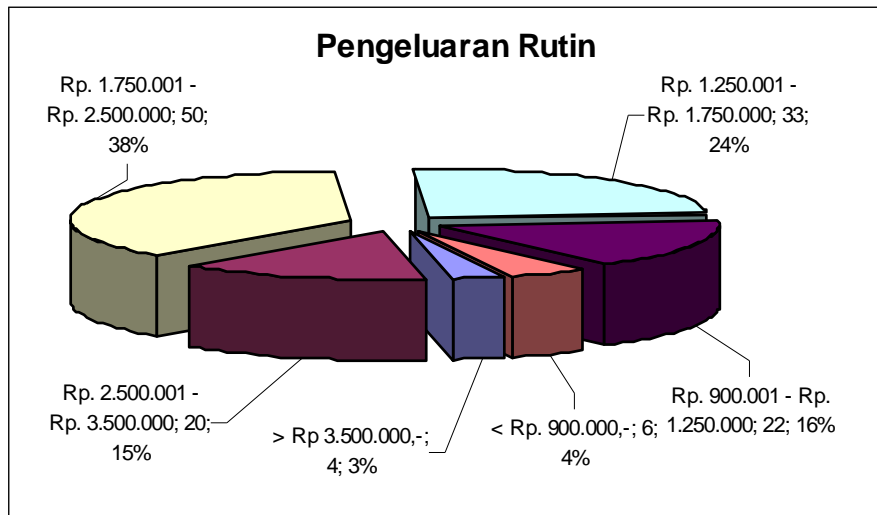 Pengeluaran Rutin
Rp. 1.750.001 -
Rp. 2.500.000; 50;
38%
Rp. 1.250.001 -
Rp. 1.750.000; 33;
24%
Rp. 2.500.001 -
Rp. 3.500.000; 20;
15%
> Rp 3.500.000,-;
4; 3%
< Rp. 900.000,-; 6;
4%
Rp. 900.001 - Rp.
1.250.000; 22; 16%